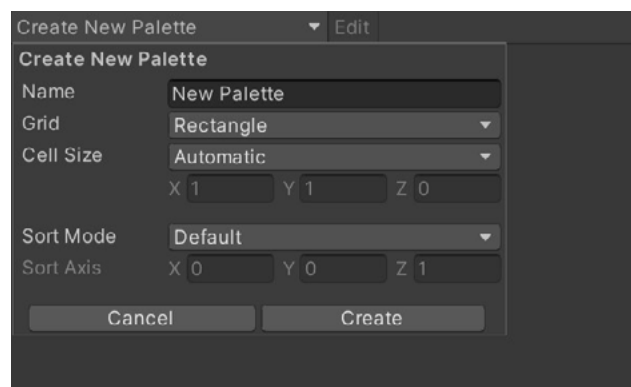 Create New Palette Edit
Create New Palette
Name New Palette
Grid Rectangle
Cell Size Automatic
X 1 Y 1 Z 0
Sort Mode Default
Sort Axis X 0 Y 0 Z 1
Cancel Create